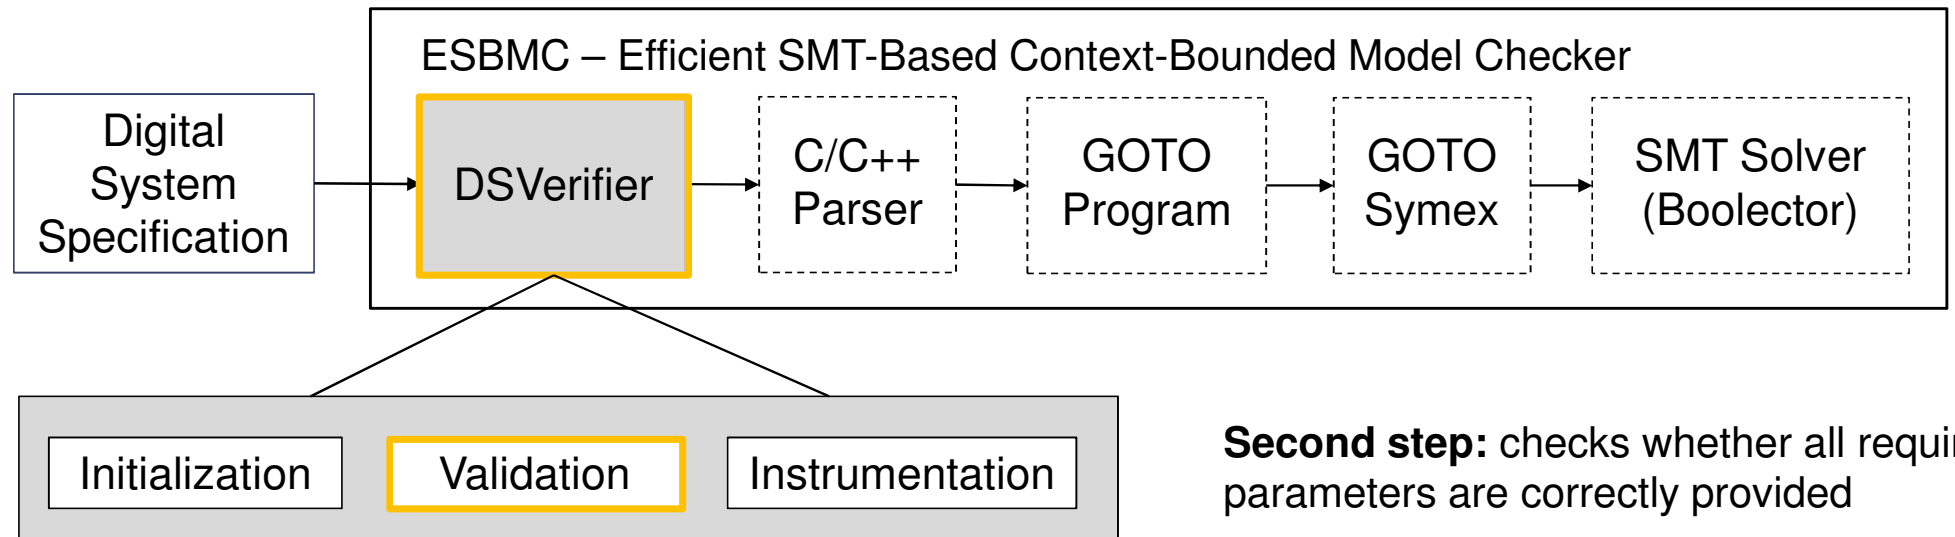 ESBMC – Efficient SMT-Based Context-Bounded Model Checker
Digital
System
Specification
DSVerifier
C/C++
Parser
GOTO
Program
GOTO
Symex
SMT Solver
(Boolector)
Initialization
Validation
Instrumentation
Second step: checks whether all requi
parameters are correctly provided